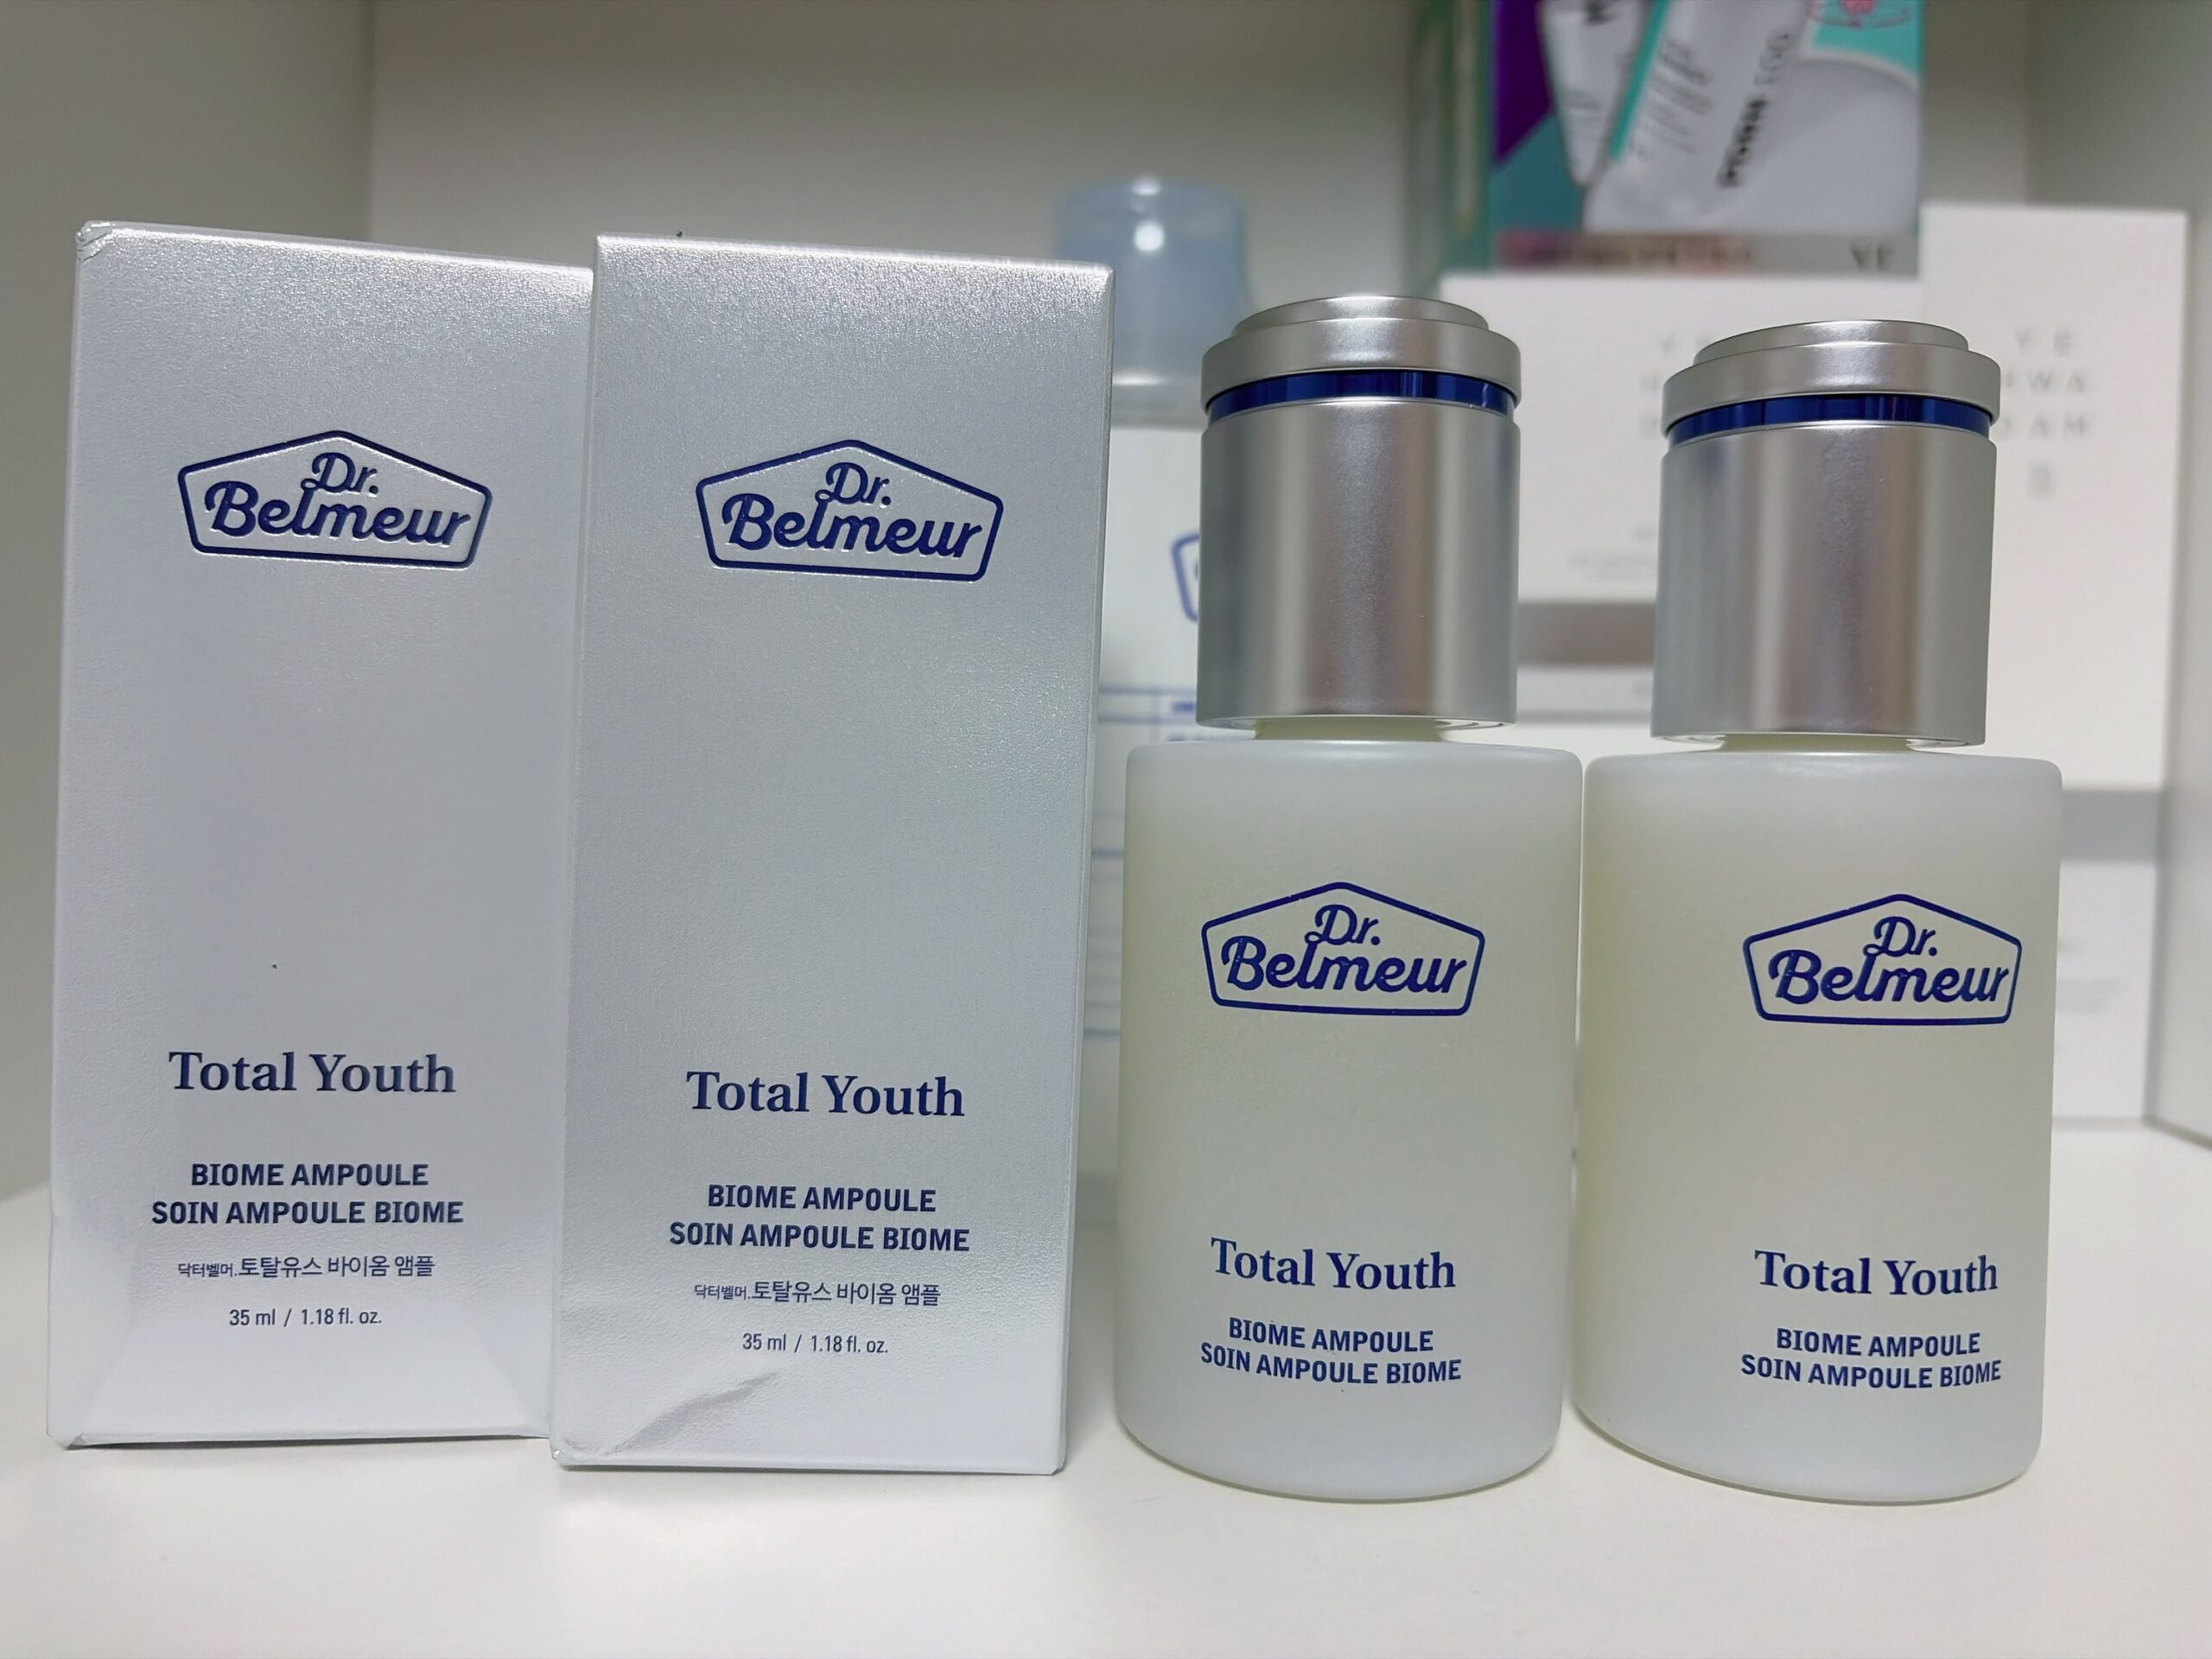 Dr.
Belmeur
Total Youth
BIOME AMPOULE
SOIN AMPOULE BIOME
닥터벨머.토탈유스 바이옴 앰플
35 ml / 1.18 fl. oz.
Dr.
Belmeur
Total Youth
BIOME AMPOULE
SOIN AMPOULE BIOME
닥터벨머.토탈유스 바이옴 앰플
35 ml / 1.18 fl. oz.
Dr.
Belmeur
Total Youth
BIOME AMPOULE
SOIN AMPOULE BIOME
Dr.
Belmeur
Total Youth
BIOME AMPOULE
SOIN AMPOULE BIOME